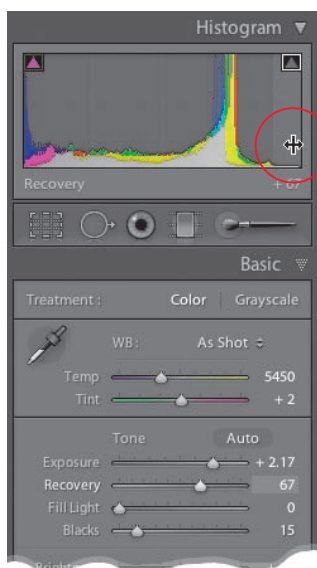 Histogram
Recovery + 67
Basic
Treatment : Color Grayscale
WB: As Shot
Temp 5450
Tint + 2
Tone Auto
Exposure + 2.17
Recovery 67
Fill Light 0
Blacks 15